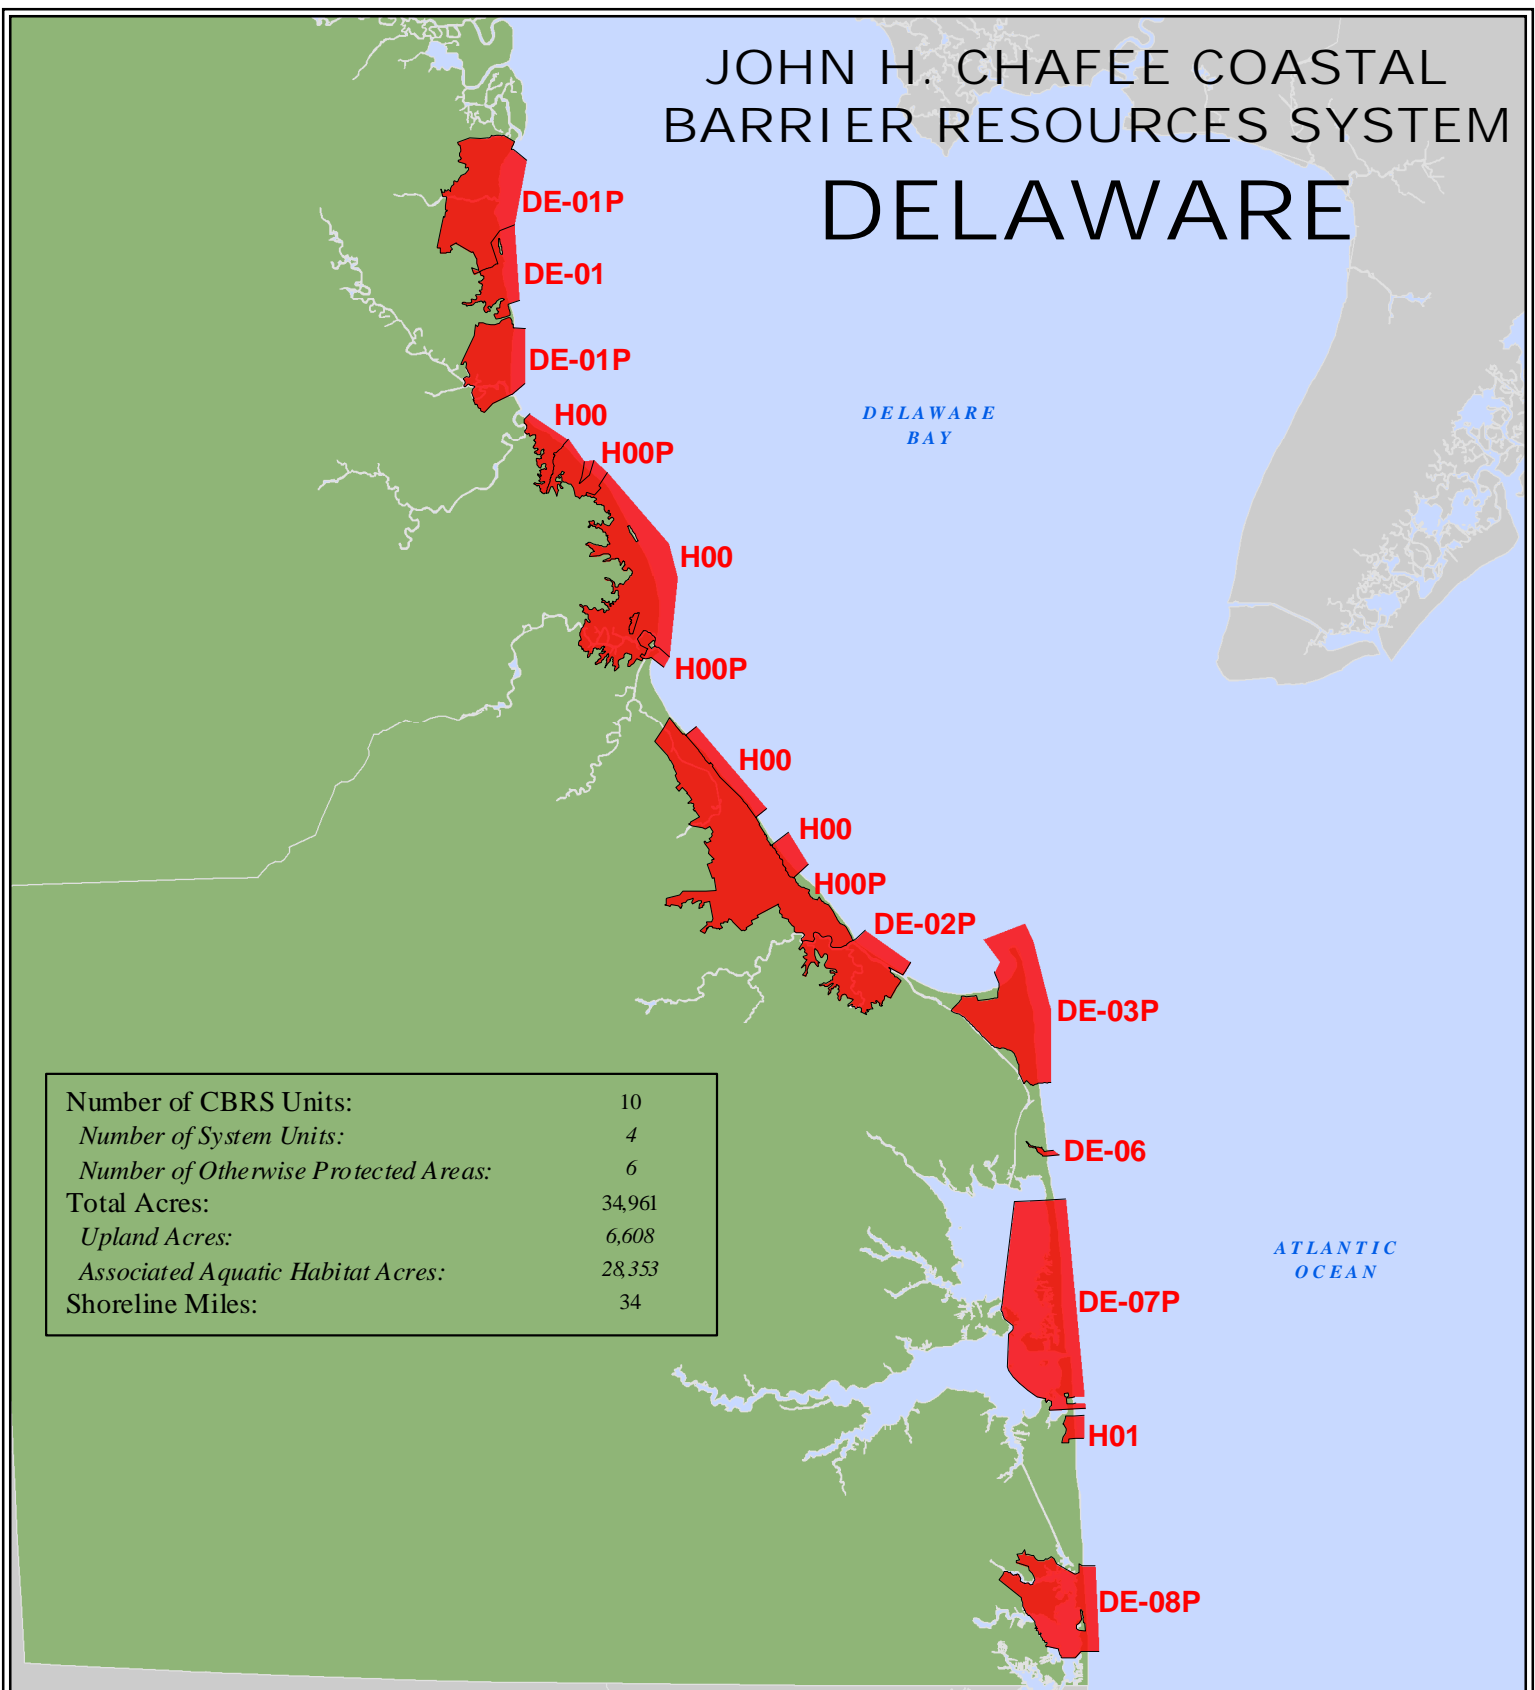 JOHN H. CHAFEE COASTAL
BARRIER RESOURCES SYSTEM
DELAWARE
DE-01P
DE-01
DE-01P
H00
H00P
DELAWARE
BAY
H00
H00P
H00
H00
H00P
DE-02P
DE-03P
DE-06
ATLANTIC
OCEAN
DE-07P
H01
DE-08P
Number of CBRS Units: 10
Number of System Units: 4
Number of Otherwise Protected Areas: 6
Total Acres: 34,961
Upland Acres: 6,608
Associated Aquatic Habitat Acres: 28,353
Shoreline Miles: 34